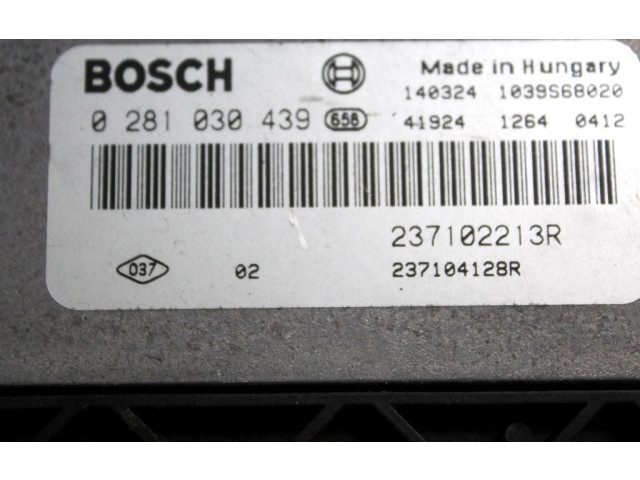 BOSCH Made in Hungary
140324 1039S68020
0 281 030 439 658 41924 1264 0412
237102213R
037 02 237104128R